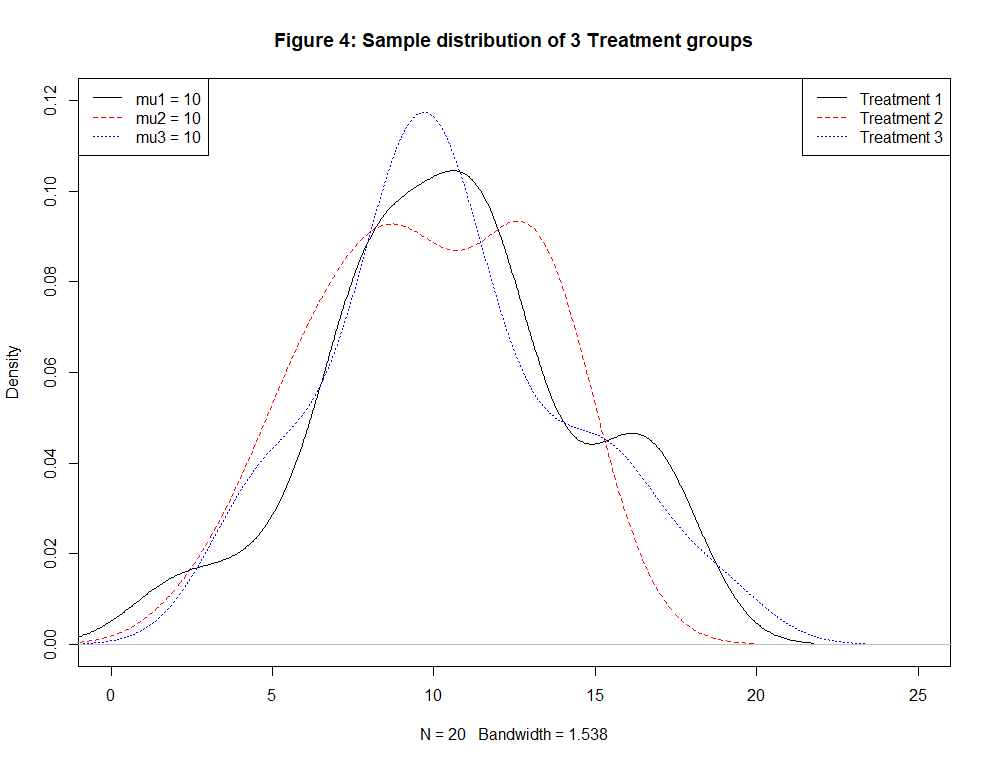 Figure 4: Sample distribution of 3 Treatment groups
mu1 = 10
mu2 = 10
mu3 = 10
Treatment 1
Treatment 2
Treatment 3
Density
0.12
0.10
0.08
0.06
0.04
0.02
0.00
0 5 10 15 20 25
N = 20 Bandwidth = 1.538